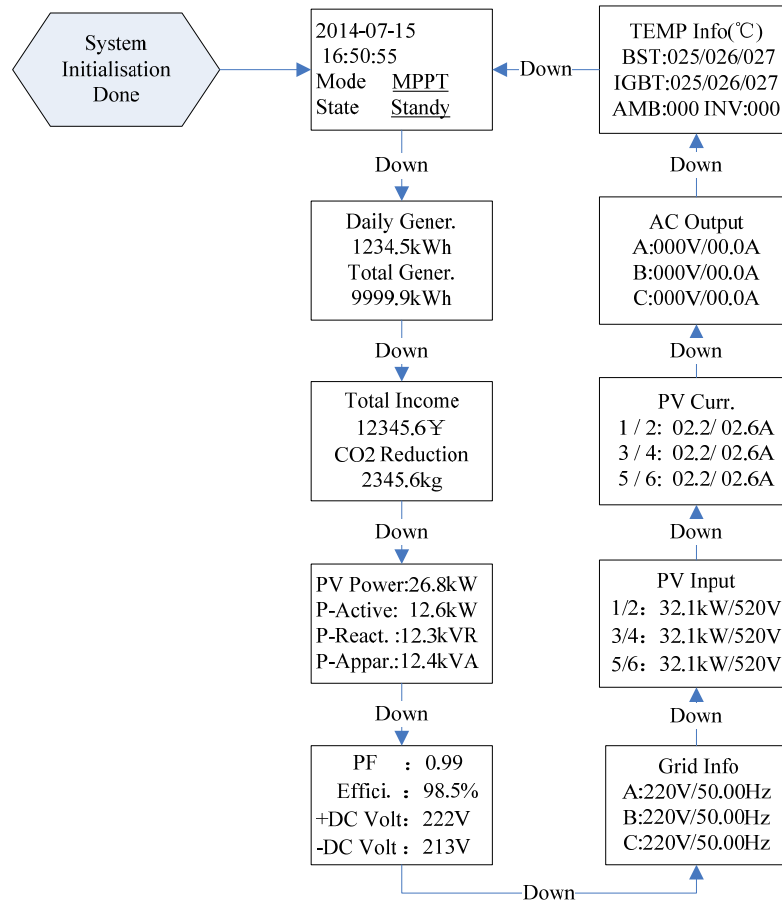 System
Initialisation
Done
2014-07-15
16:50:55
Mode MPPT
State Standy
Down
Daily Gener.
1234.5kWh
Total Gener.
9999.9kWh
Down
Total Income
12345.6¥
CO2 Reduction
2345.6kg
Down
PV Power:26.8kW
P-Active: 12.6kW
P-React. :12.3kVR
P-Appar.:12.4kVA
Down
PF : 0.99
Effici. : 98.5%
+DC Volt: 222V
-DC Volt : 213V
Down
Grid Info
A:220V/50.00Hz
B:220V/50.00Hz
C:220V/50.00Hz
Down
PV Input
1/2: 32.1kW/520V
3/4: 32.1kW/520V
5/6: 32.1kW/520V
Down
PV Curr.
1 / 2: 02.2/ 02.6A
3 / 4: 02.2/ 02.6A
5 / 6: 02.2/ 02.6A
Down
AC Output
A:000V/00.0A
B:000V/00.0A
C:000V/00.0A
Down
TEMP Info(℃)
BST:025/026/027
IGBT:025/026/027
AMB:000 INV:000
Down